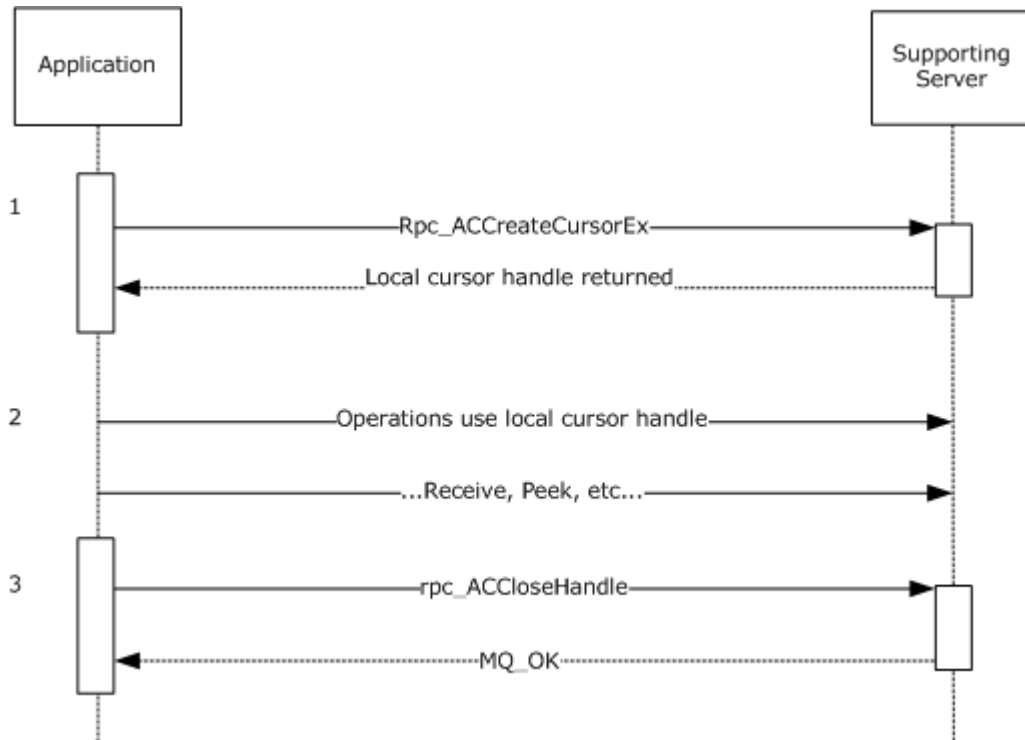 Application
Supporting
Server
1
Rpc_ACCreateCursorEx
Local cursor handle returned
2
Operations use local cursor handle
...Receive, Peek, etc...
3
rpc_ACCloseHandle
MQ_OK